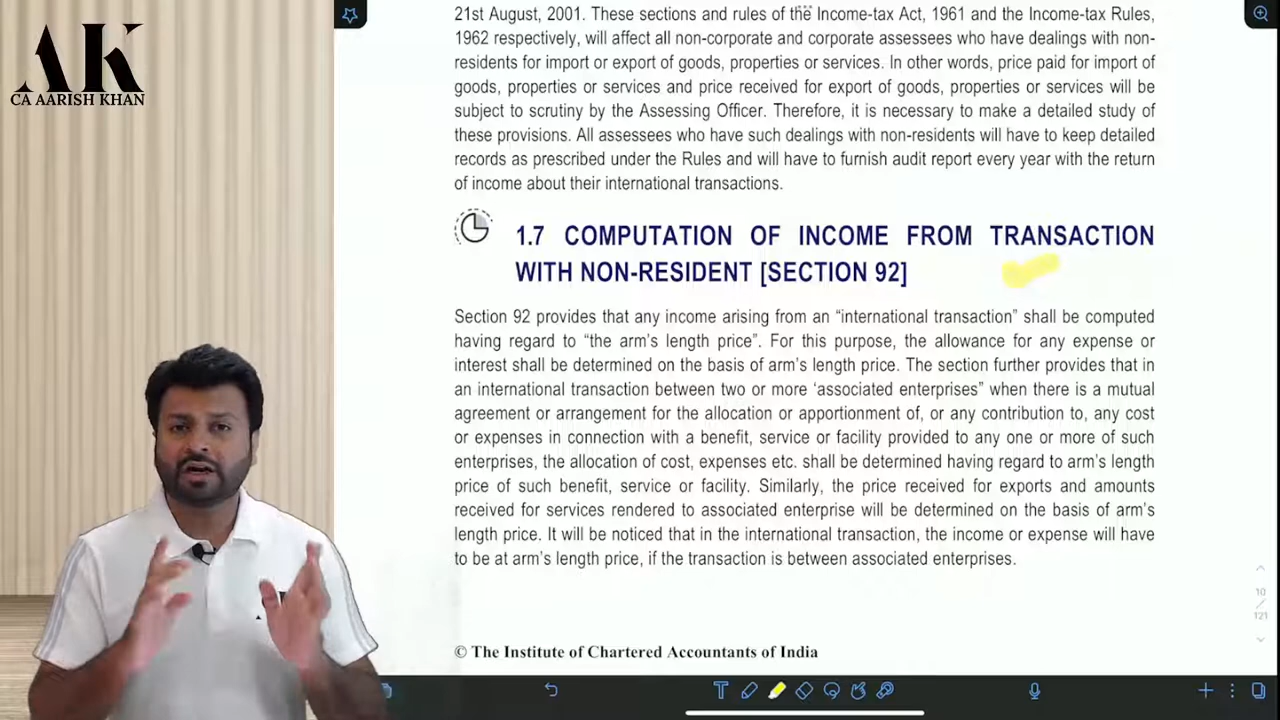 AK
CA AARISH KHAN
21st August, 2001. These sections and rules of the Income-tax Act, 1961 and the Income-tax Rules,
1962 respectively, will affect all non-corporate and corporate assessees who have dealings with non-
residents for import or export of goods, properties or services. In other words, price paid for import of
goods, properties or services and price received for export of goods, properties or services will be
subject to scrutiny by the Assessing Officer. Therefore, it is necessary to make a detailed study of
these provisions. All assessees who have such dealings with non-residents will have to keep detailed
records as prescribed under the Rules and will have to furnish audit report every year with the return
of income about their international transactions.
1.7 COMPUTATION OF INCOME FROM TRANSACTION
WITH NON-RESIDENT [SECTION 92]
Section 92 provides that any income arising from an “international transaction” shall be computed
having regard to “the arm’s length price”. For this purpose, the allowance for any expense or
interest shall be determined on the basis of arm’s length price. The section further provides that in
an international transaction between two or more ‘associated enterprises” when there is a mutual
agreement or arrangement for the allocation or apportionment of, or any contribution to, any cost
or expenses in connection with a benefit, service or facility provided to any one or more of such
enterprises, the allocation of cost, expenses etc. shall be determined having regard to arm’s length
price of such benefit, service or facility. Similarly, the price received for exports and amounts
received for services rendered to associated enterprise will be determined on the basis of arm’s
length price. It will be noticed that in the international transaction, the income or expense will have
to be at arm’s length price, if the transaction is between associated enterprises.
10
/
121
© The Institute of Chartered Accountants of India
T